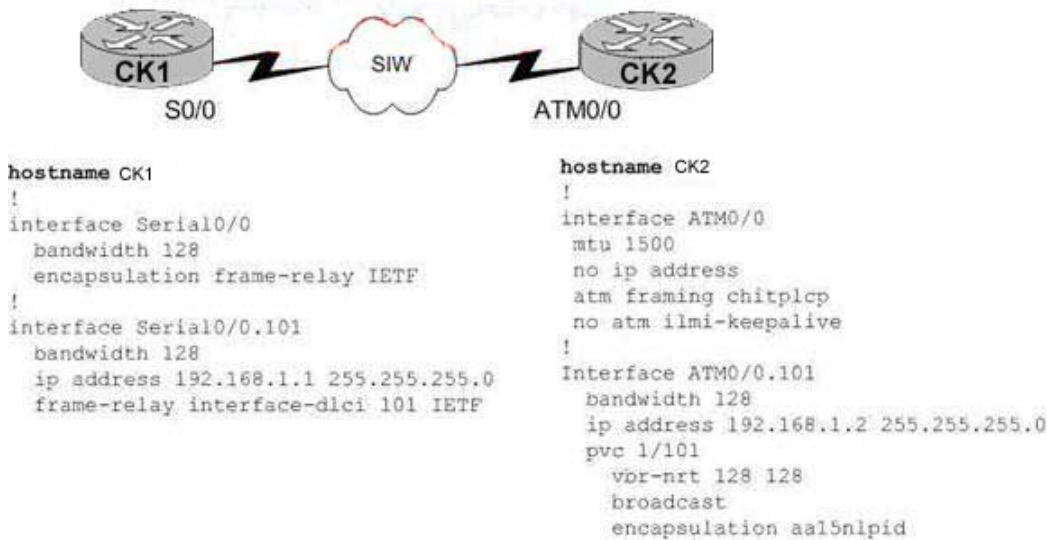 CK1
SIW
CK2
S0/0
ATM0/0
hostname CK1
!
interface Serial0/0
bandwidth 128
encapsulation frame-relay IETF
!
interface Serial0/0.101
bandwidth 128
ip address 192.168.1.1 255.255.255.0
frame-relay interface-dlci 101 IETF
hostname CK2
!
interface ATM0/0
mtu 1500
no ip address
atm framing cbitplcp
no atm ilmi-keepalive
!
Interface ATM0/0.101
bandwidth 128
ip address 192.168.1.2 255.255.255.0
pvc 1/101
vbr-nrt 128 128
broadcast
encapsulation aal5nlpid